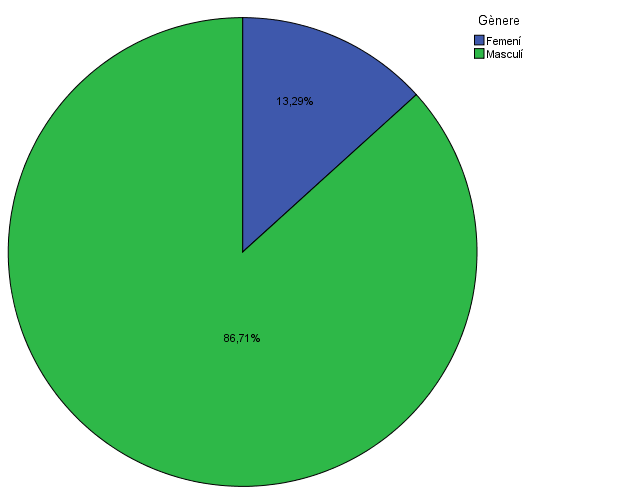 Gènere
Femení
Masculí
13,29%
86,71%